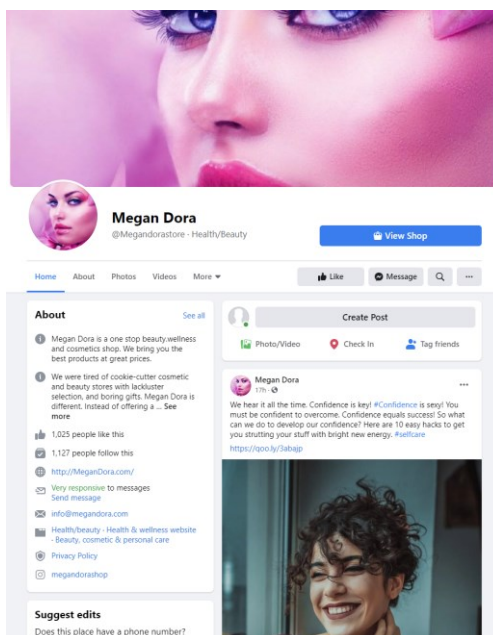 Megan Dora
@Megandorastore · Health/Beauty
View Shop
Home About Photos Videos More
Like Message
About See all
Megan Dora is a one stop beauty,wellness
and cosmetics shop. We bring you the
best products at great prices.
We were tired of cookie-cutter cosmetic
and beauty stores with lackluster
selection, and boring gifts. Megan Dora is
different. Instead of offering a ... See
more
1,025 people like this
1,127 people follow this
http://MeganDora.com/
Very responsive to messages
Send message
info@megandora.com
Health/beauty · Health & wellness website
· Beauty, cosmetic & personal care
Privacy Policy
megandorashop
Suggest edits
Does this place have a phone number?
Create Post
Photo/Video Check In Tag friends
Megan Dora
17h ·
We hear it all the time. Confidence is key! #Confidence is sexy! You
must be confident to overcome. Confidence equals success! So what
can we do to develop our confidence? Here are 10 easy hacks to get
you strutting your stuff with bright new energy. #selfcare
https://qoo.ly/3abajp